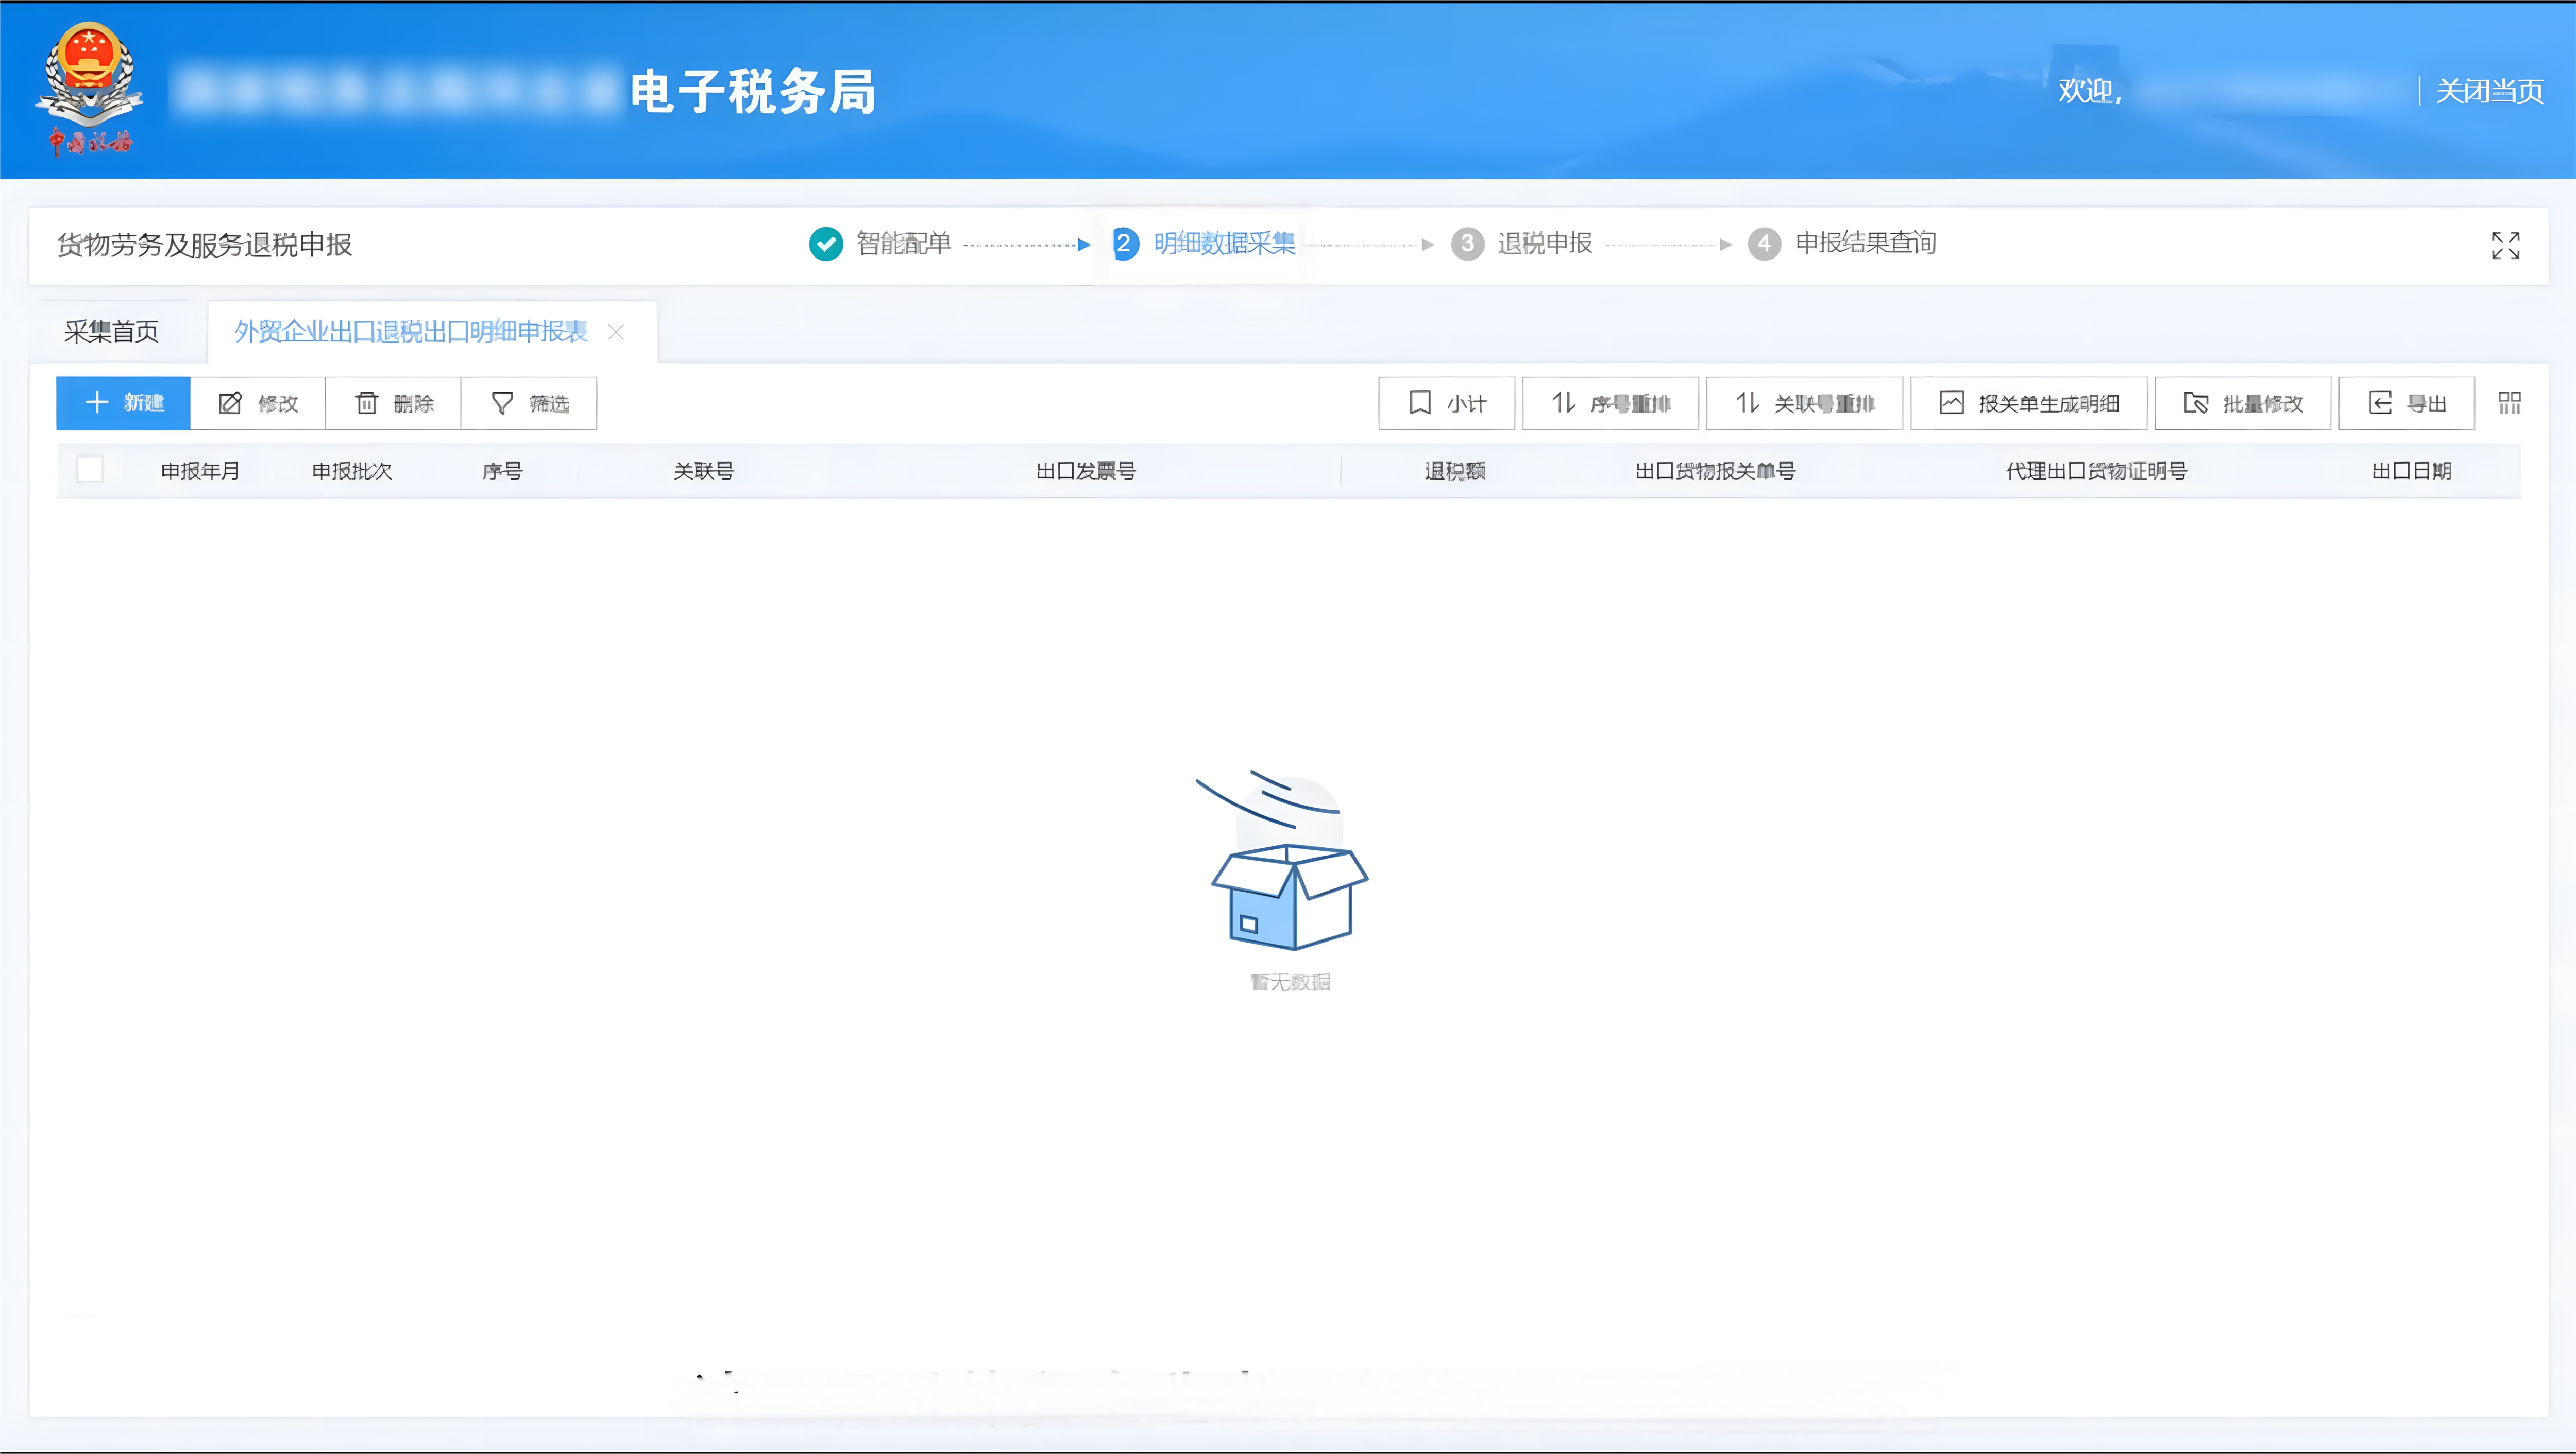 电子税务局
欢迎,
关闭当页
中国税务
货物劳务及服务退税申报
智能配单
2 明细数据采集
3 退税申报
4 申报结果查询
采集首页
外贸企业出口退税出口明细申报表
新建
修改
删除
筛选
小计
序号重排
关联号重排
报关单生成明细
批量修改
导出
申报年月
申报批次
序号
关联号
出口发票号
退税额
出口货物报关单号
代理出口货物证明号
出口日期
暂无数据